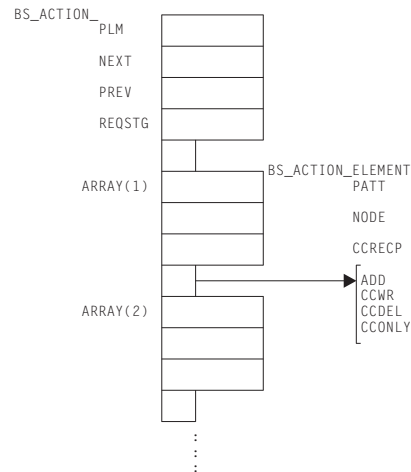 BS_ACTION_
PLM
NEXT
PREV
REQSTG
BS_ACTION_ELEMENT
ARRAY(1)
PATT
NODE
CCRECP
ADD
CCWR
ARRAY(2)
CCDEL
CCONLY